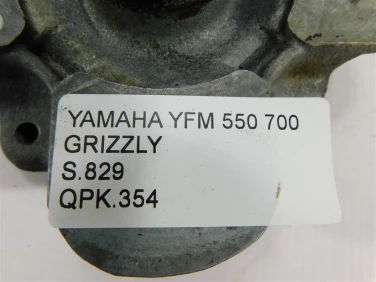 YAMAHA YFM 550 700
GRIZZLY
S.829
QPK.354